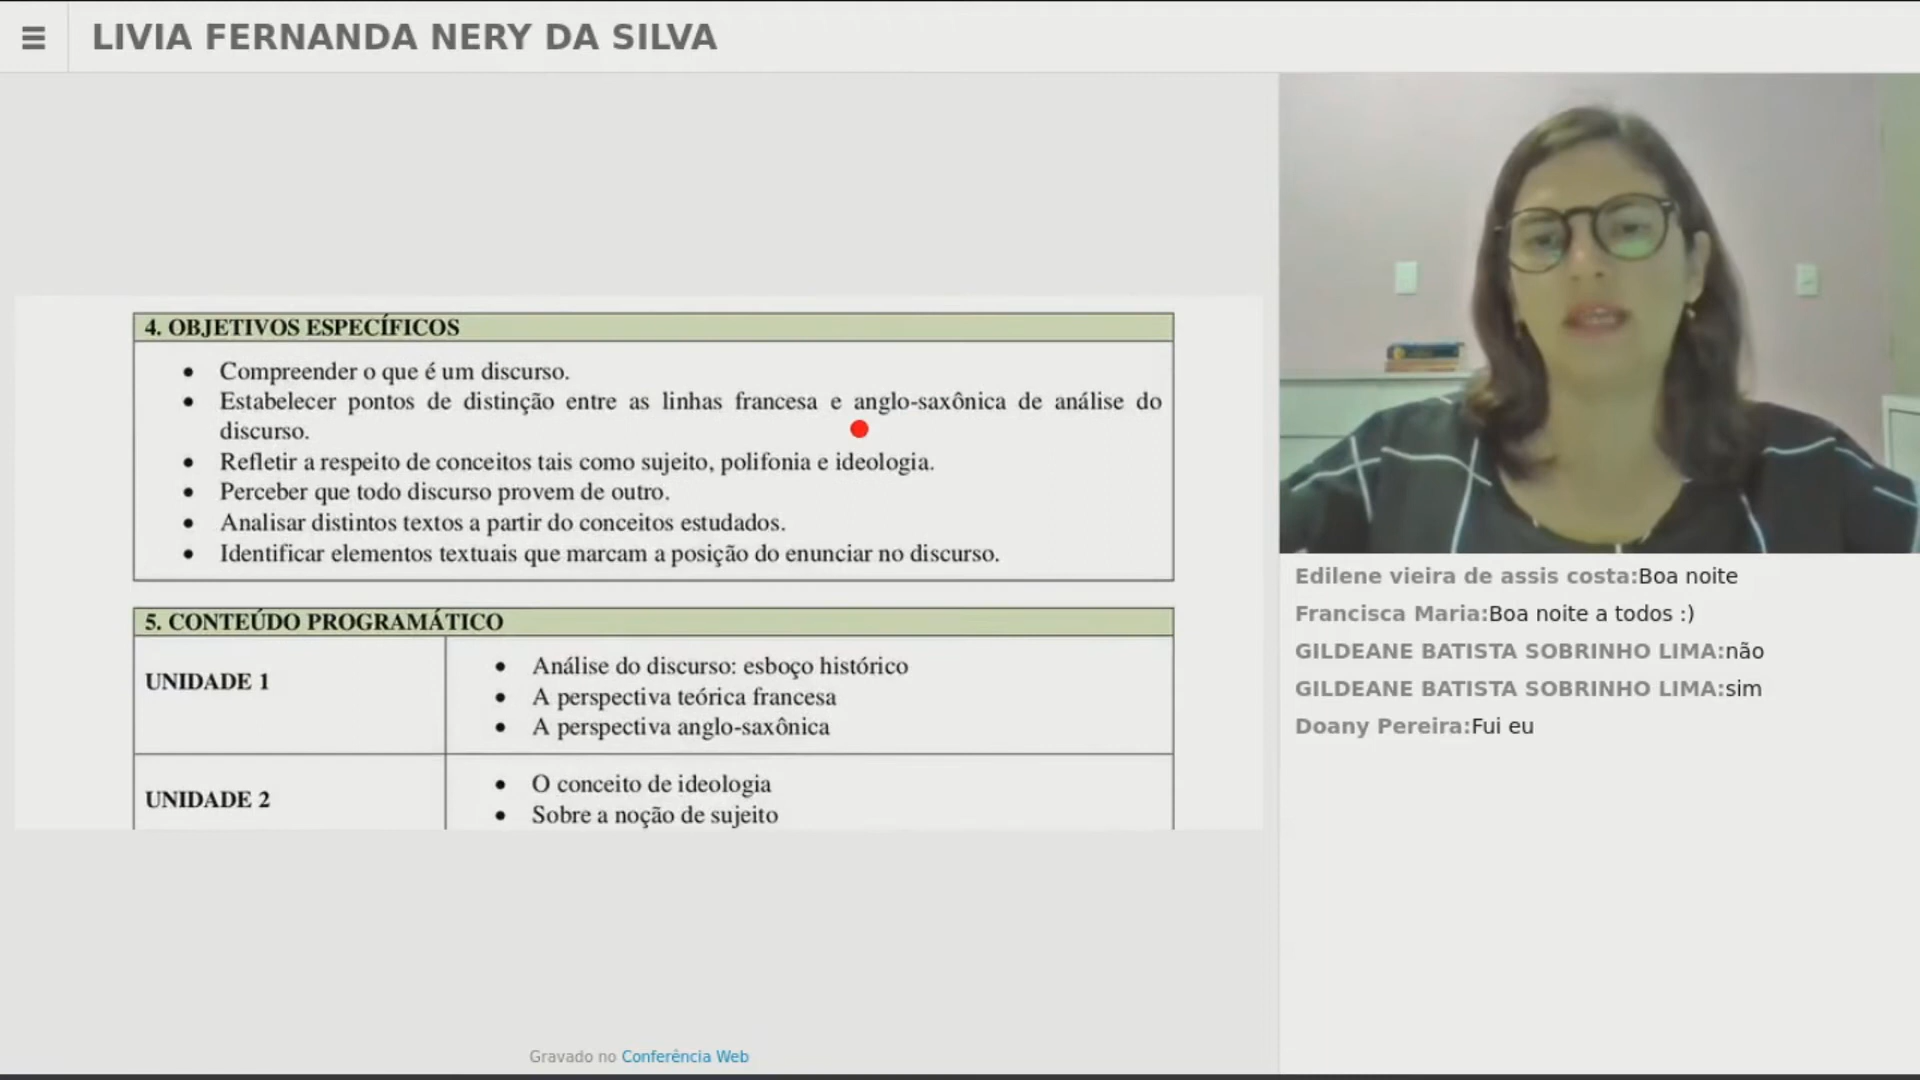 LIVIA FERNANDA NERY DA SILVA
4. OBJETIVOS ESPECÍFICOS
• Compreender o que é um discurso.
• Estabelecer pontos de distinção entre as linhas francesa e anglo-saxônica de análise do
discurso.
• Refletir a respeito de conceitos tais como sujeito, polifonia e ideologia.
• Perceber que todo discurso provem de outro.
• Analisar distintos textos a partir do conceitos estudados.
• Identificar elementos textuais que marcam a posição do enunciar no discurso.
5. CONTEÚDO PROGRAMÁTICO
UNIDADE 1
• Análise do discurso: esboço histórico
• A perspectiva teórica francesa
• A perspectiva anglo-saxônica
UNIDADE 2
• O conceito de ideologia
• Sobre a noção de sujeito
Edilene vieira de assis costa:Boa noite
Francisca Maria:Boa noite a todos :)
GILDEANE BATISTA SOBRINHO LIMA:não
GILDEANE BATISTA SOBRINHO LIMA:sim
Doany Pereira:Fui eu
Gravado no Conferência Web